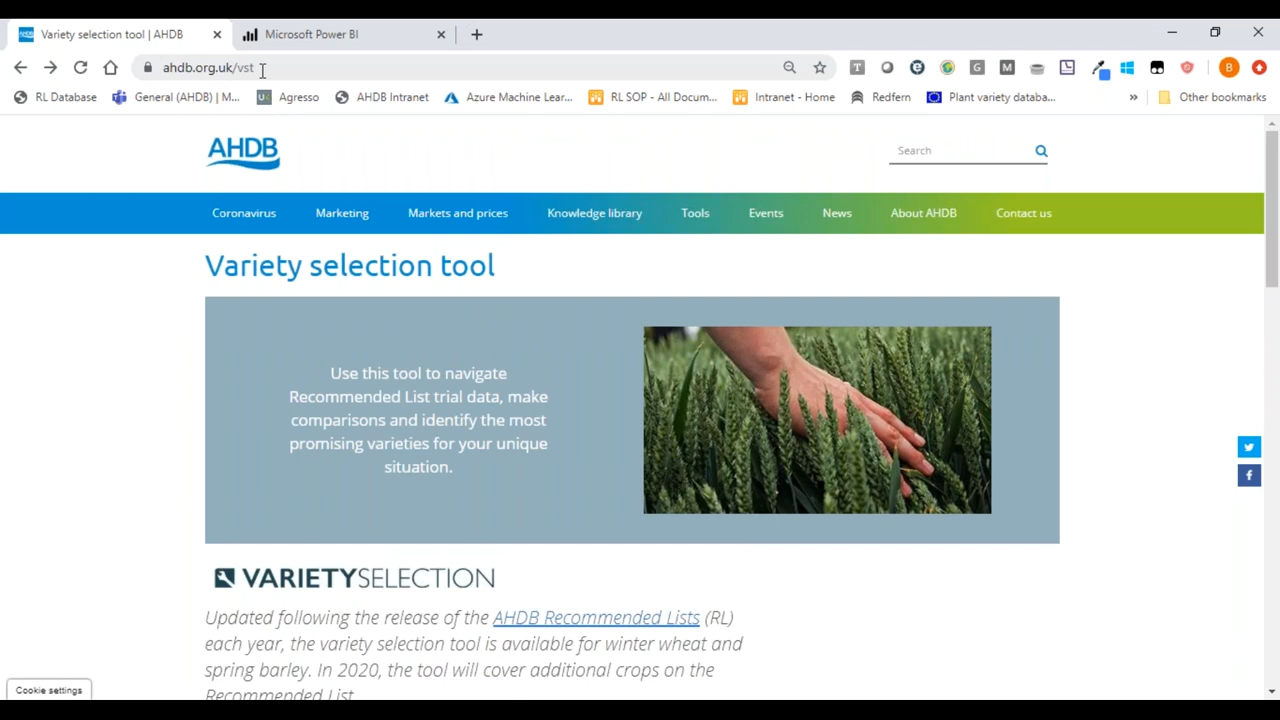 Variety selection tool | AHDB
Microsoft Power BI
ahdb.org.uk/vst
RL Database
General (AHDB) | M...
Agresso
AHDB Intranet
Azure Machine Lear...
RL SOP - All Docum...
Intranet - Home
Redfern
Plant variety databa...
Other bookmarks
AHDB
Search
Coronavirus
Marketing
Markets and prices
Knowledge library
Tools
Events
News
About AHDB
Contact us
Variety selection tool
Use this tool to navigate
Recommended List trial data, make
comparisons and identify the most
promising varieties for your unique
situation.
VARIETYSELECTION
Updated following the release of the AHDB Recommended Lists (RL)
each year, the variety selection tool is available for winter wheat and
spring barley. In 2020, the tool will cover additional crops on the
Recommended List.
Cookie settings